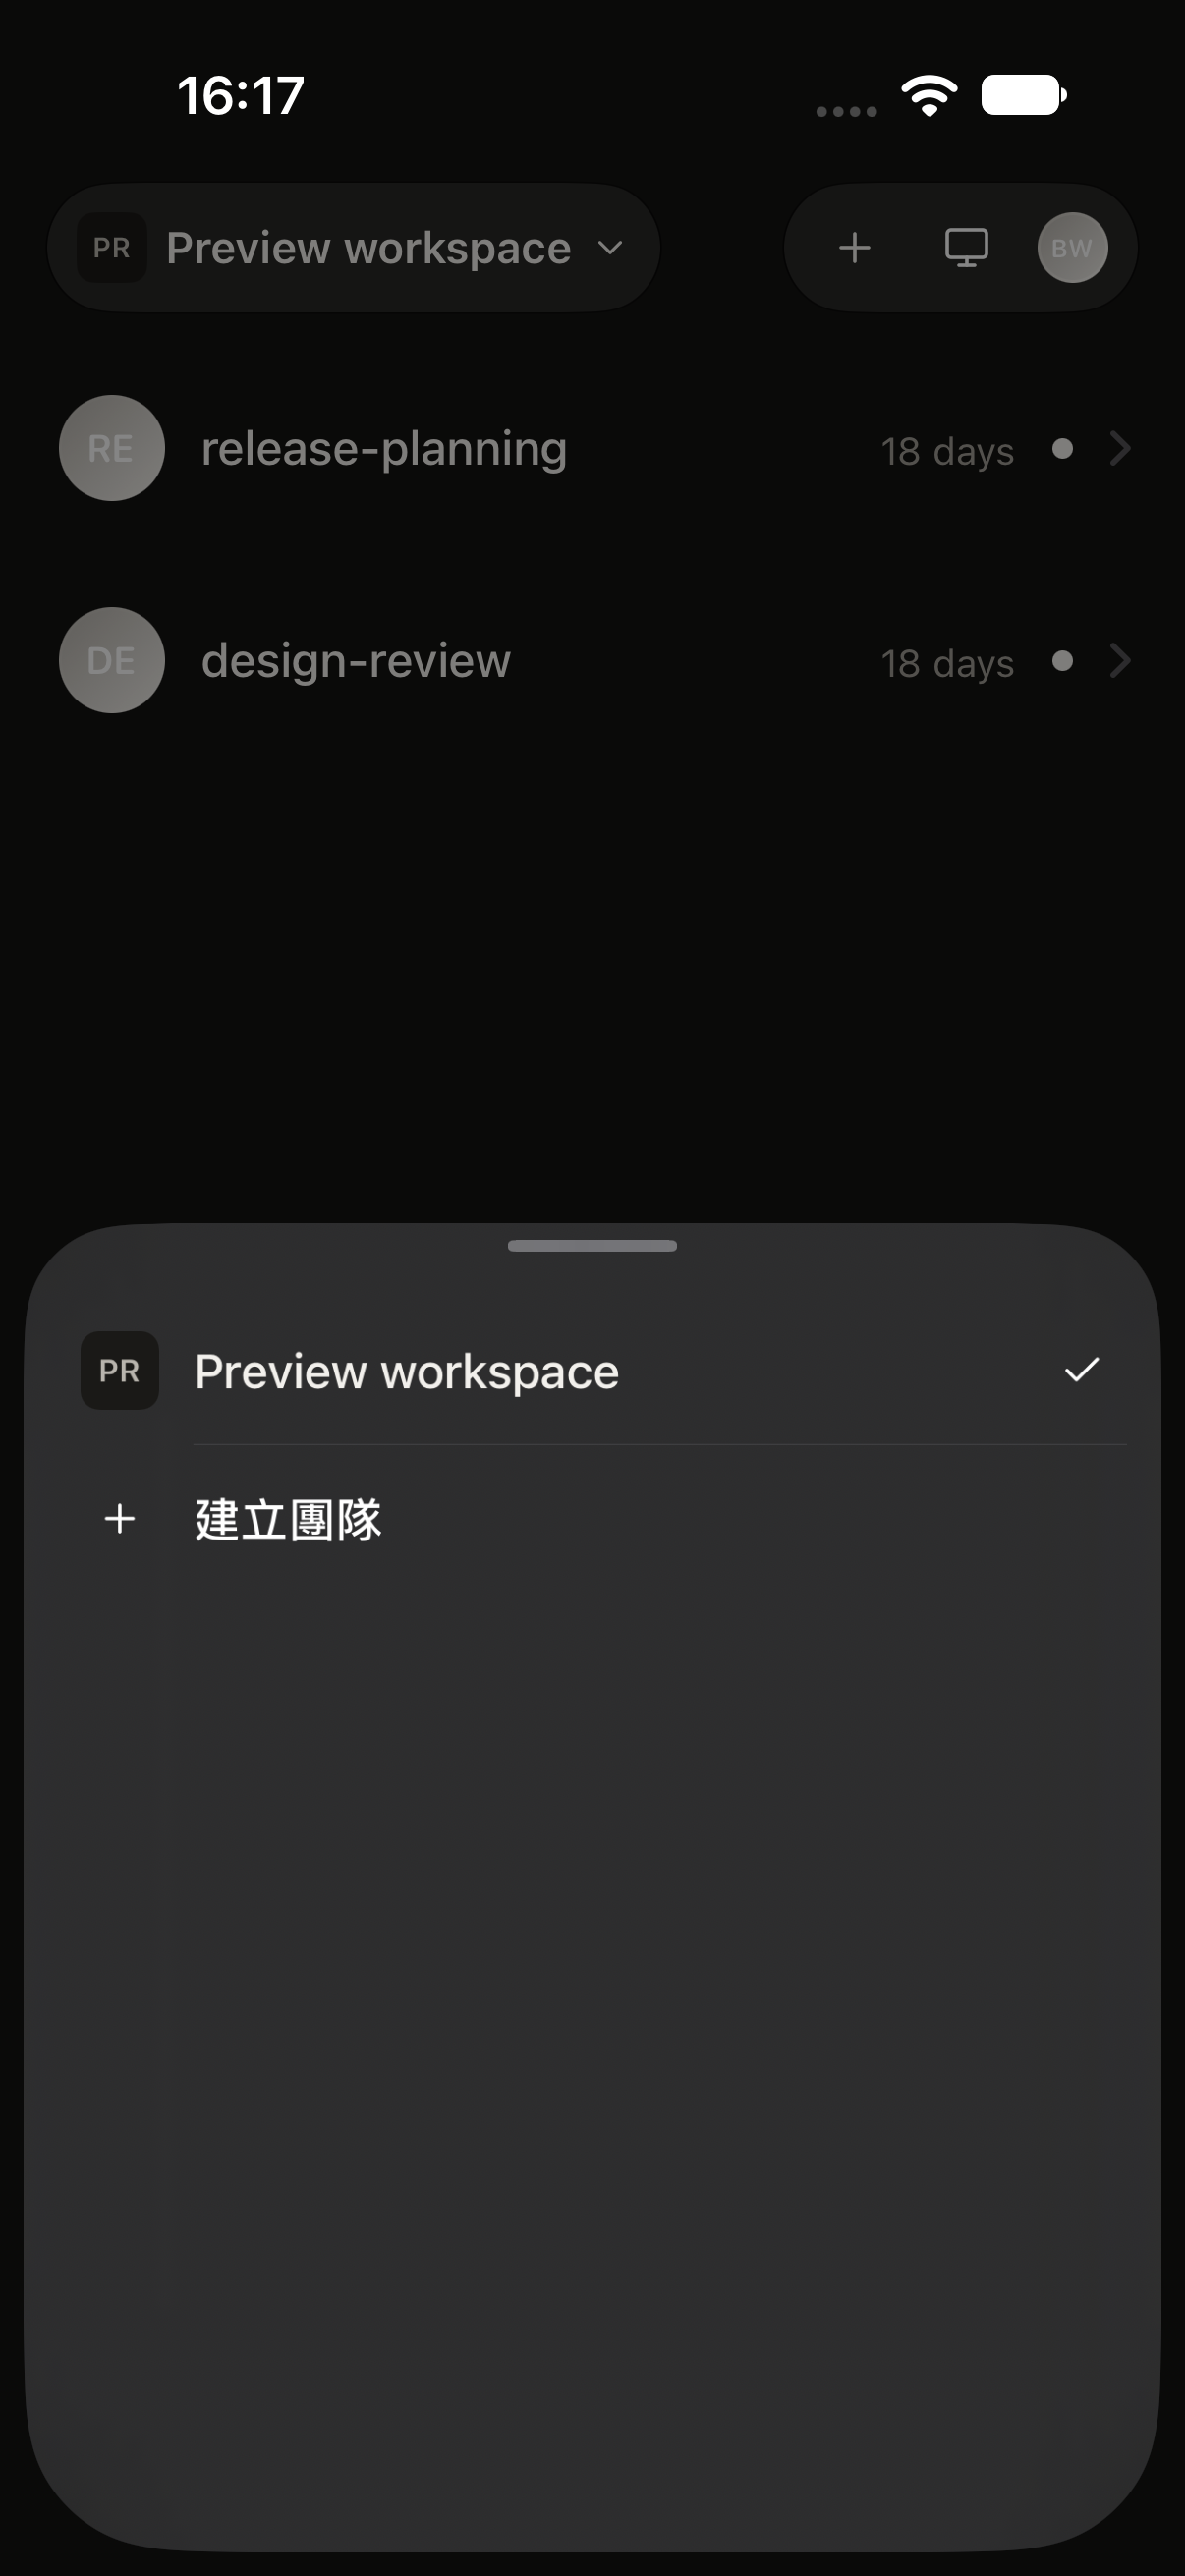 16:17
PR Preview workspace
BW
RE release-planning 18 days
DE design-review 18 days
PR Preview workspace
建立團隊